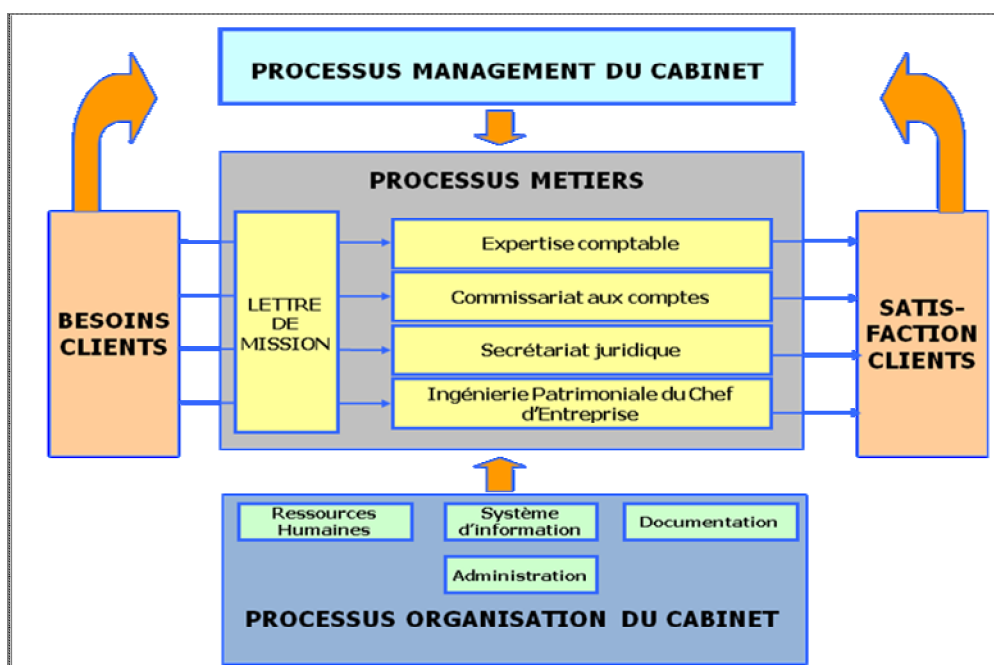 PROCESSUS MANAGEMENT DU CABINET
PROCESSUS METIERS
BESOINS
CLIENTS
LETTRE
DE
MISSION
Expertise comptable
Commissariat aux comptes
Secrétariat juridique
Ingénierie Patrimoniale du Chef
d'Entreprise
SATIS-
FACTION
CLIENTS
Ressources
Humaines
Système
d'information
Documentation
Administration
PROCESSUS ORGANISATION DU CABINET